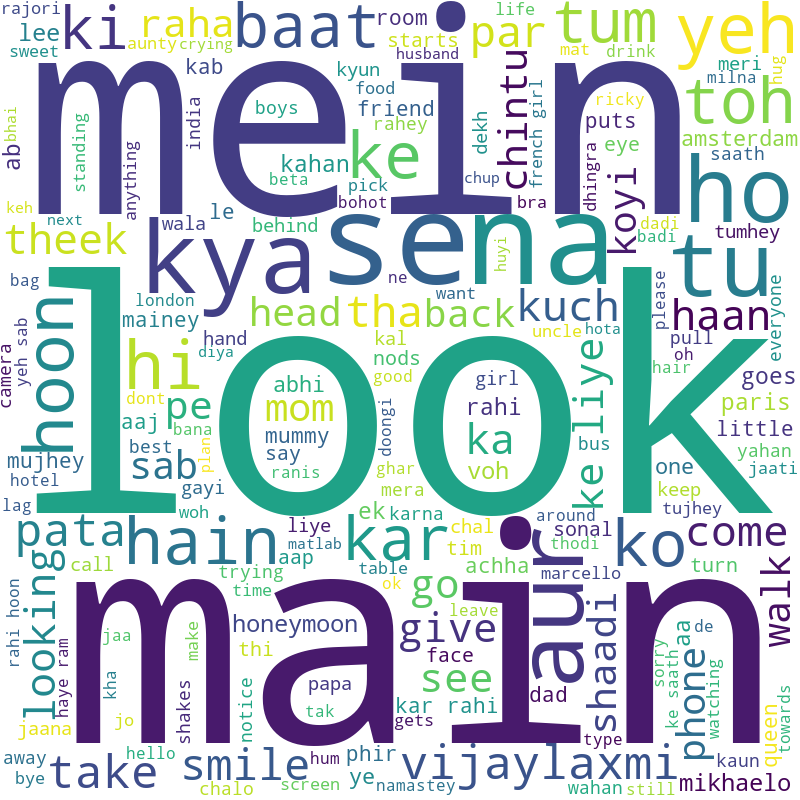 rajori
ki
raha
baat
room
par
life
tum
yeh
lee
aunty
crying
starts
mat
drink
sweet
husband
hug
mein
kab
kyun
meri
milna
toh
india
boys
food
friend
chintu
ricky
ab
bhai
standing
anything
rahey
dekh
french girl
puts
amsterdam
kahan
ke
eye
saath
dhingra
beta
pick
chup
keh
next
le
bohot
bra
koyi
dadi
ho
theek
wala
behind
badi
tumhey
kya
sena
huyi
tu
bag
ne
want
please
everyone
london
mainey
head
tha
back
kuch
haan
hoon
yeh sab
camera
hand
kal
uncle
hota
pull
oh
hi
diya
nods
look
liye
hair
dont
abhi
good
girl
goes
pe
mom
rahi
paris
aaj
bana
doongi
ka
ke
little
best
mummy
say
voh
bus
yahan
mujhey
sab
plan
ranis
ghar
one
jaati
hotel
gayi
keep
lag
woh
mera
tujhey
pata
hain
ek
karna
around
liye
kar
chal
sonal
ko
come
looking
aap
tim
thodi
matlab
achha
call
trying
table
marcello
turn
time
ok
go
aur
walk
main
leave
rahi hoon
jaa
make
honeymoon
give
shaadi
phone
aa
de
haye ram
thi
face
see
sorry
ke saath
watching
kha
shakes
papa
dad
queen
towards
jaana
jo
notice
tak
gets
kar rahi
type
away
hello
hum
phir
vijaylaxmi
kaun
bye
take
smile
ye
wahan
mikhaelo
chalo
screen
namastey
still